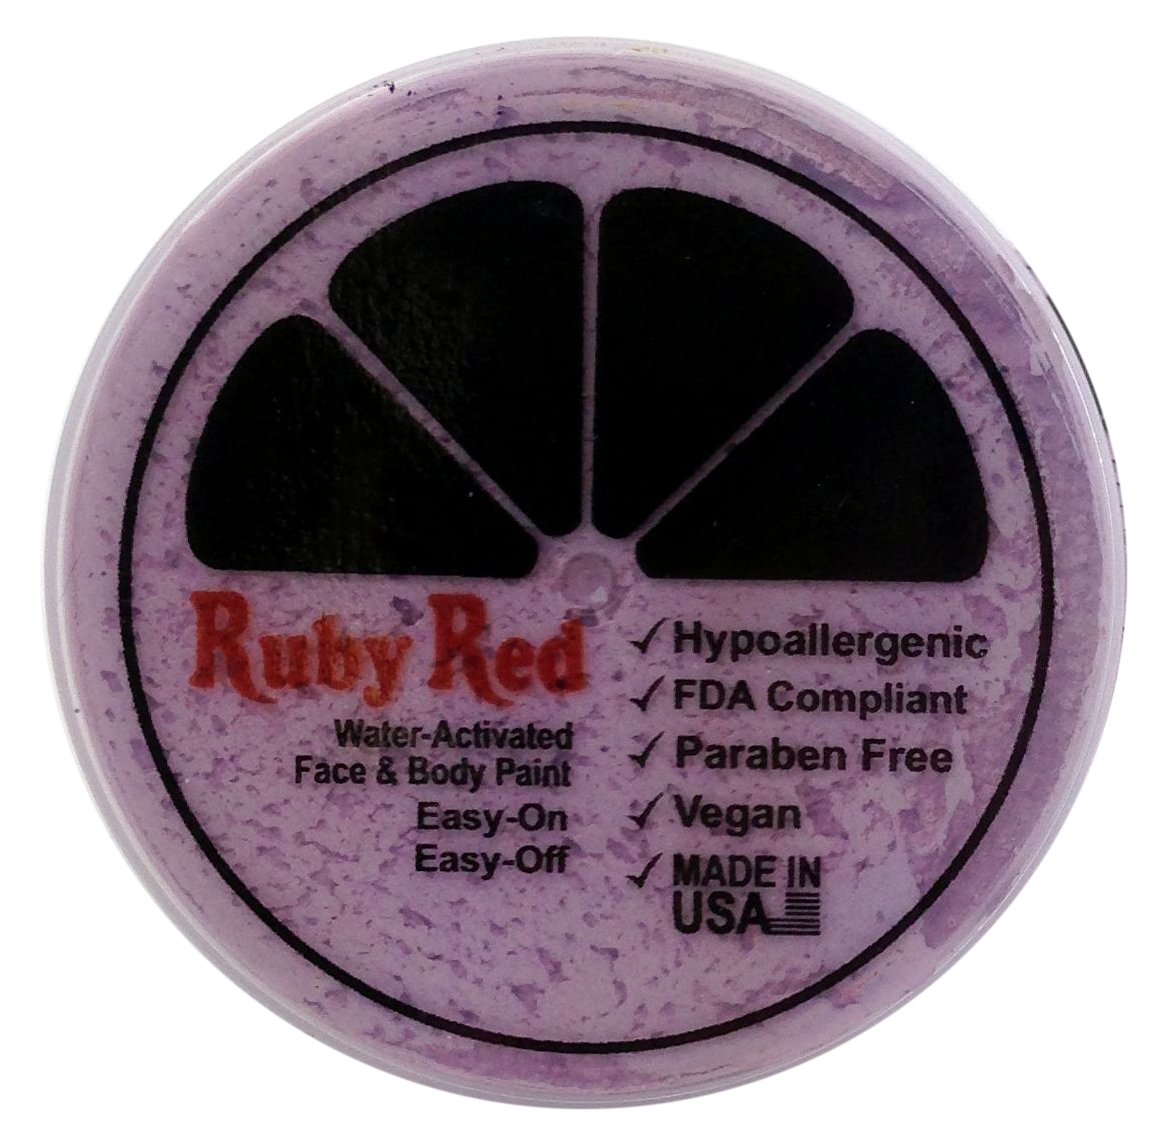 Ruby Red
Water-Activated
Face & Body Paint
Easy-On
Easy-Off
✓ Hypoallergenic
✓ FDA Compliant
✓ Paraben Free
✓ Vegan
✓ MADE IN
USA